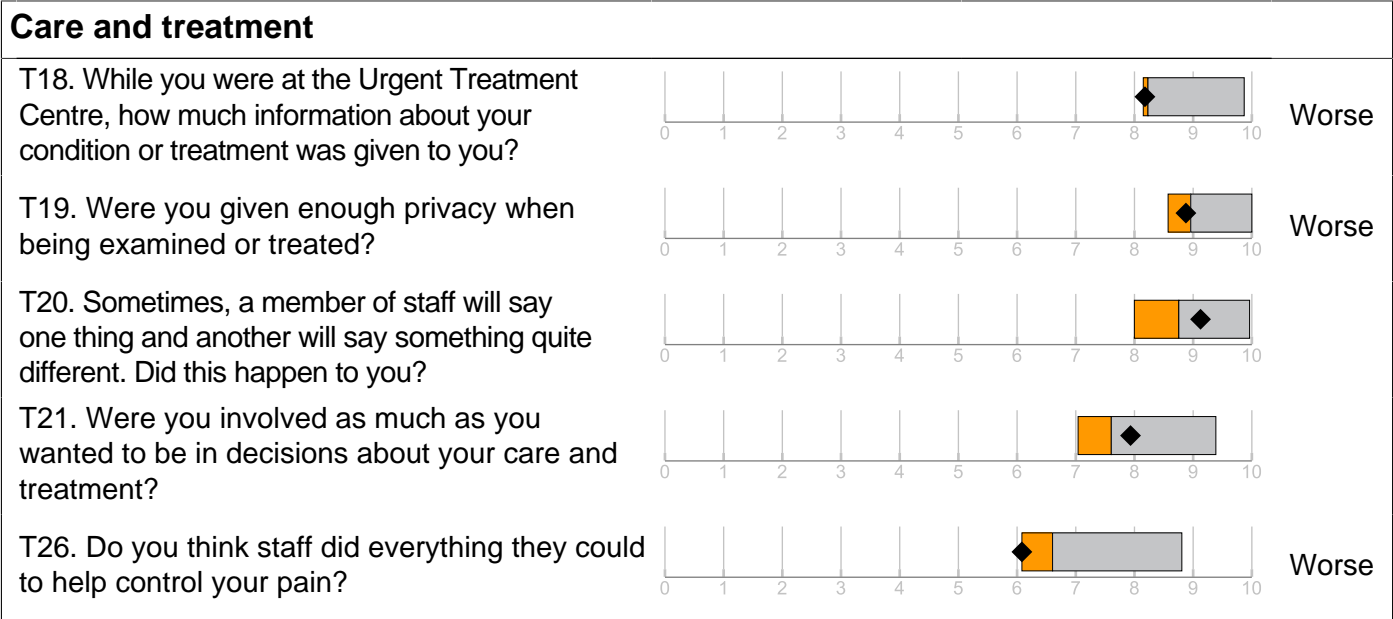 Care and treatment
T18. While you were at the Urgent Treatment
Centre, how much information about your
condition or treatment was given to you?
0 1 2 3 4 5 6 7 8 9 10
Worse
T19. Were you given enough privacy when
being examined or treated?
0 1 2 3 4 5 6 7 8 9 10
Worse
T20. Sometimes, a member of staff will say
one thing and another will say something quite
different. Did this happen to you?
0 1 2 3 4 5 6 7 8 9 10
T21. Were you involved as much as you
wanted to be in decisions about your care and
treatment?
0 1 2 3 4 5 6 7 8 9 10
T26. Do you think staff did everything they could
to help control your pain?
0 1 2 3 4 5 6 7 8 9 10
Worse